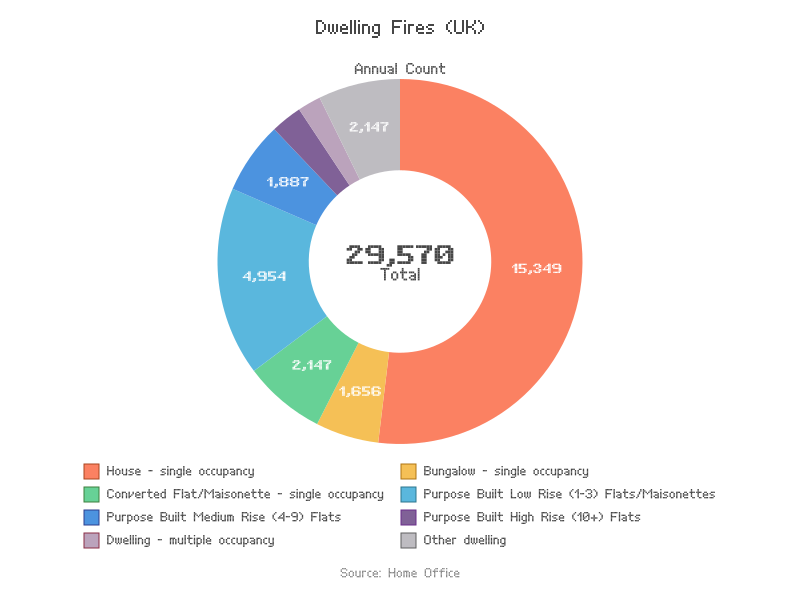 Dwelling Fires (UK)
Annual Count
2,147
1,887
15,349
29,570
Total
4,954
2,147
1,656
House - single occupancy
Bungalow - single occupancy
Converted Flat/Maisonette - single occupancy
Purpose Built Low Rise (1-3) Flats/Maisonettes
Purpose Built Medium Rise (4-9) Flats
Purpose Built High Rise (10+) Flats
Dwelling - multiple occupancy
Other dwelling
Source: Home Office